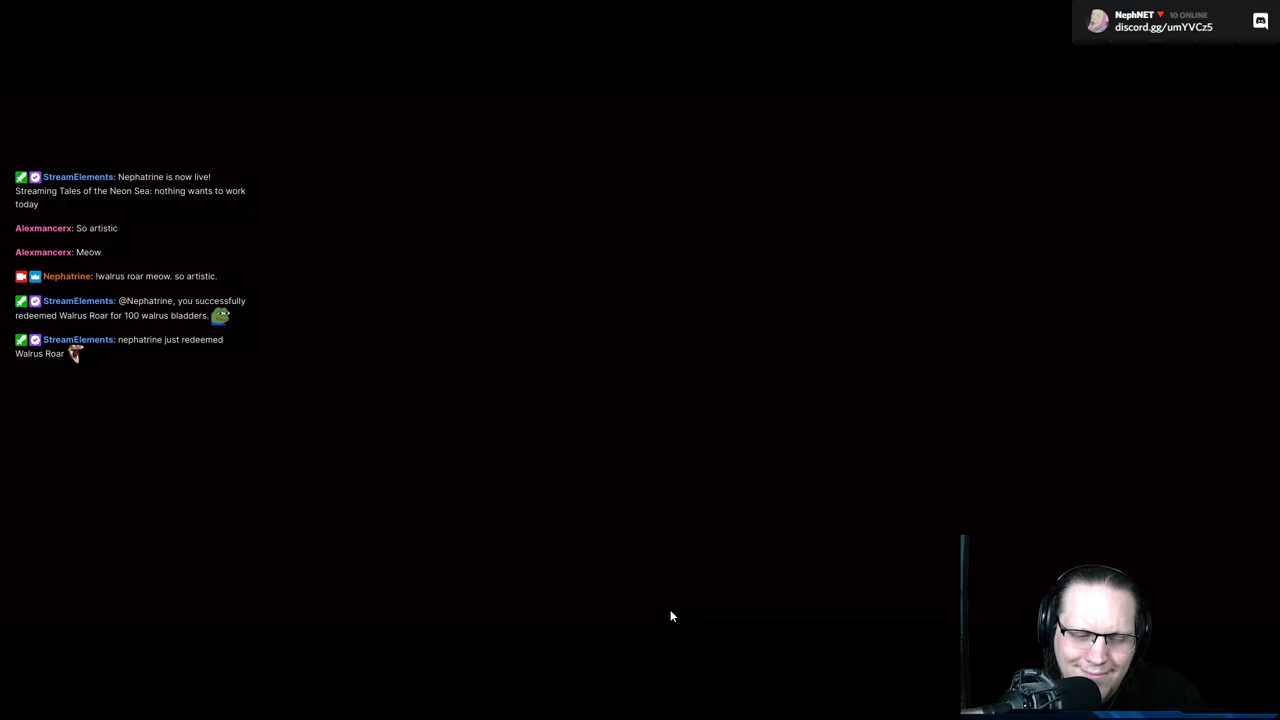 NephNET 10 ONLINE
discord.gg/umYVCz5
StreamElements: Nephatrine is now live!
Streaming Tales of the Neon Sea: nothing wants to work
today
Alexmancerx: So artistic
Alexmancerx: Meow
Nephatrine: !walrus roar meow. so artistic.
StreamElements: @Nephatrine, you successfully
redeemed Walrus Roar for 100 walrus bladders.
StreamElements: nephatrine just redeemed
Walrus Roar